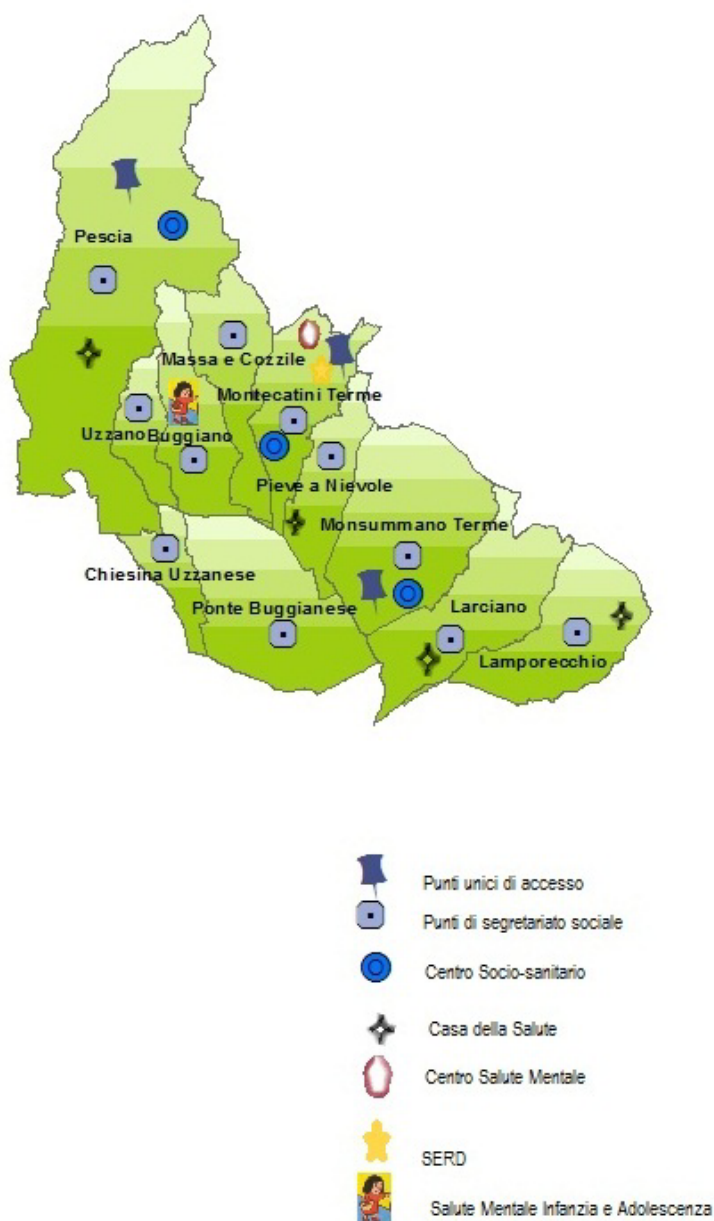 Pescia
Massa e Cozzile
Montecatini Terme
Uzzano
Buggiano
Pieve a Nievole
Monsummano Terme
Chiesina Uzzanese
Ponte Buggianese
Larciano
Lamporecchio
Punti unici di accesso
Punti di segretariato sociale
Centro Socio-sanitario
Casa della Salute
Centro Salute Mentale
SERD
Salute Mentale Infanzia e Adolescenza